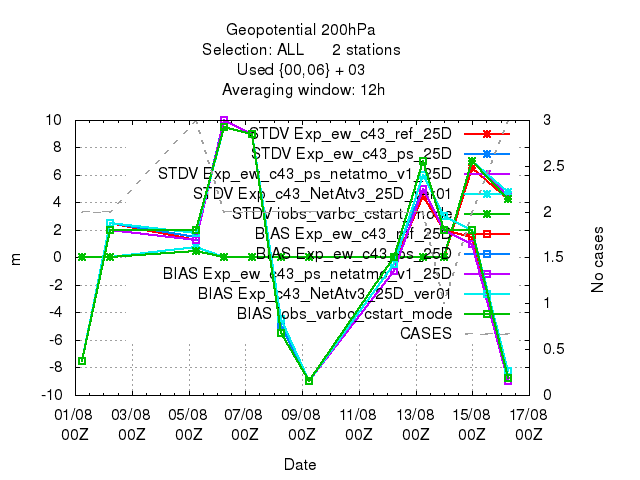 Geopotential 200hPa
Selection: ALL 2 stations
Used {00,06} + 03
Averaging window: 12h
10
8
6
4
2
0
-2
-4
-6
-8
-10
m
STDV Exp_ew_c43_ref_25D
STDV Exp_ew_c43_ps_25D
STDV Exp_ew_c43_ps_netatmo_v1_25D
STDV Exp_c43_NetAtv3_25D_ver01
STDV iobs_varbc_cstart_mode
BIAS Exp_ew_c43_ref_25D
BIAS Exp_ew_c43_ps_25D
BIAS Exp_ew_c43_ps_netatmo_v1_25D
BIAS Exp_c43_NetAtv3_25D_ver01
BIAS iobs_varbc_cstart_mode
CASES
3
2.5
2
1.5
1
0.5
0
No cases
01/08 03/08 05/08 07/08 09/08 11/08 13/08 15/08 17/08
00Z 00Z 00Z 00Z 00Z 00Z 00Z 00Z 00Z
Date